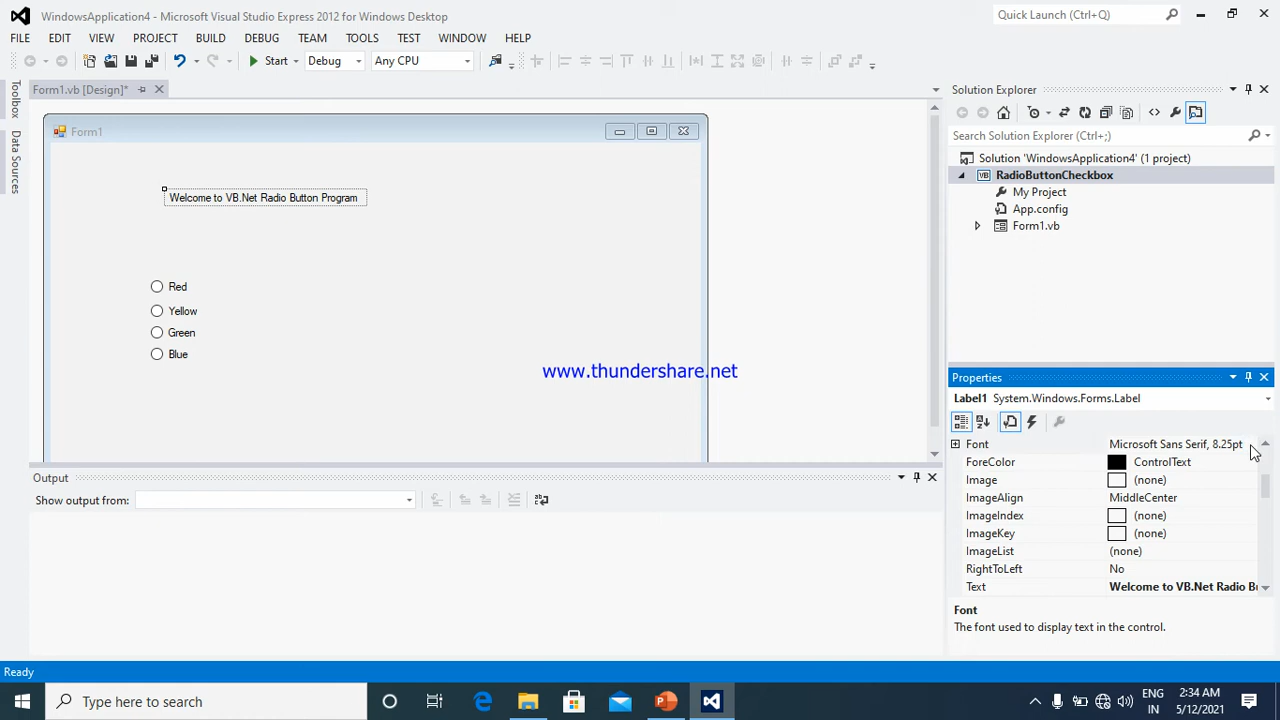 WindowsApplication4 - Microsoft Visual Studio Express 2012 for Windows Desktop
Quick Launch (Ctrl+Q)
FILE EDIT VIEW PROJECT BUILD DEBUG TEAM TOOLS TEST WINDOW HELP
Start Debug Any CPU
Toolbox
Data Sources
Form1.vb [Design]*
Form1
Welcome to VB.Net Radio Button Program
Red
Yellow
Green
Blue
www.thundershare.net
Output
Show output from:
Solution Explorer
Search Solution Explorer (Ctrl+;)
Solution 'WindowsApplication4' (1 project)
VB RadioButtonCheckbox
My Project
App.config
Form1.vb
Properties
Label1 System.Windows.Forms.Label
Font Microsoft Sans Serif, 8.25pt
ForeColor ControlText
Image (none)
ImageAlign MiddleCenter
ImageIndex (none)
ImageKey (none)
ImageList (none)
RightToLeft No
Text Welcome to VB.Net Radio Bu
Font
The font used to display text in the control.
Ready
Type here to search
ENG
IN
2:34 AM
5/12/2021